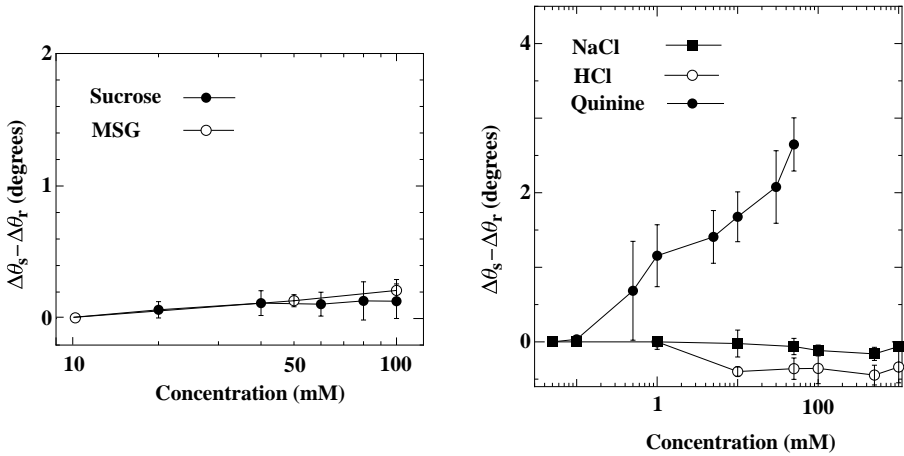 2
Sucrose
MSG
1
0
Δθs−Δθr (degrees)
10
50
100
Concentration (mM)
4
NaCl
HCl
Quinine
2
0
Δθs−Δθr (degrees)
1
100
Concentration (mM)